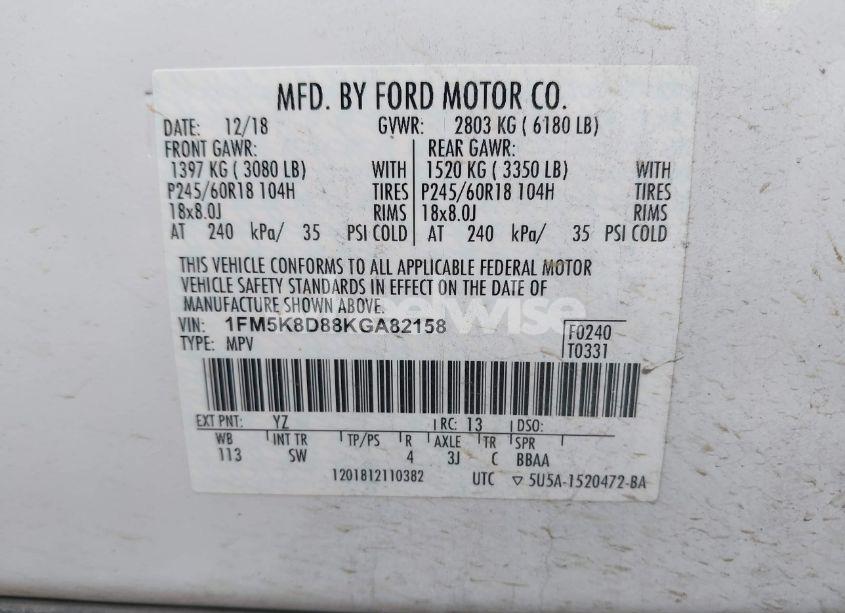 MFD. BY FORD MOTOR CO.
DATE: 12/18 GVWR: 2803 KG ( 6180 LB)
FRONT GAWR: REAR GAWR:
1397 KG ( 3080 LB) WITH 1520 KG ( 3350 LB) WITH
P245/60R18 104H TIRES P245/60R18 104H TIRES
18x8.0J RIMS 18x8.0J RIMS
AT 240 kPa/ 35 PSI COLD AT 240 kPa/ 35 PSI COLD
THIS VEHICLE CONFORMS TO ALL APPLICABLE FEDERAL MOTOR
VEHICLE SAFETY STANDARDS IN EFFECT ON THE DATE OF
MANUFACTURE SHOWN ABOVE.
VIN: 1FM5K8D88KGA82158 F0240
TYPE: MPV T0331
EXT PNT: YZ RC: 13 DSO:
WB INT TR TP/PS R AXLE TR SPR
113 SW 4 3J C BBAA
1201812110382 UTC ▽ 5U5A-1520472-BA